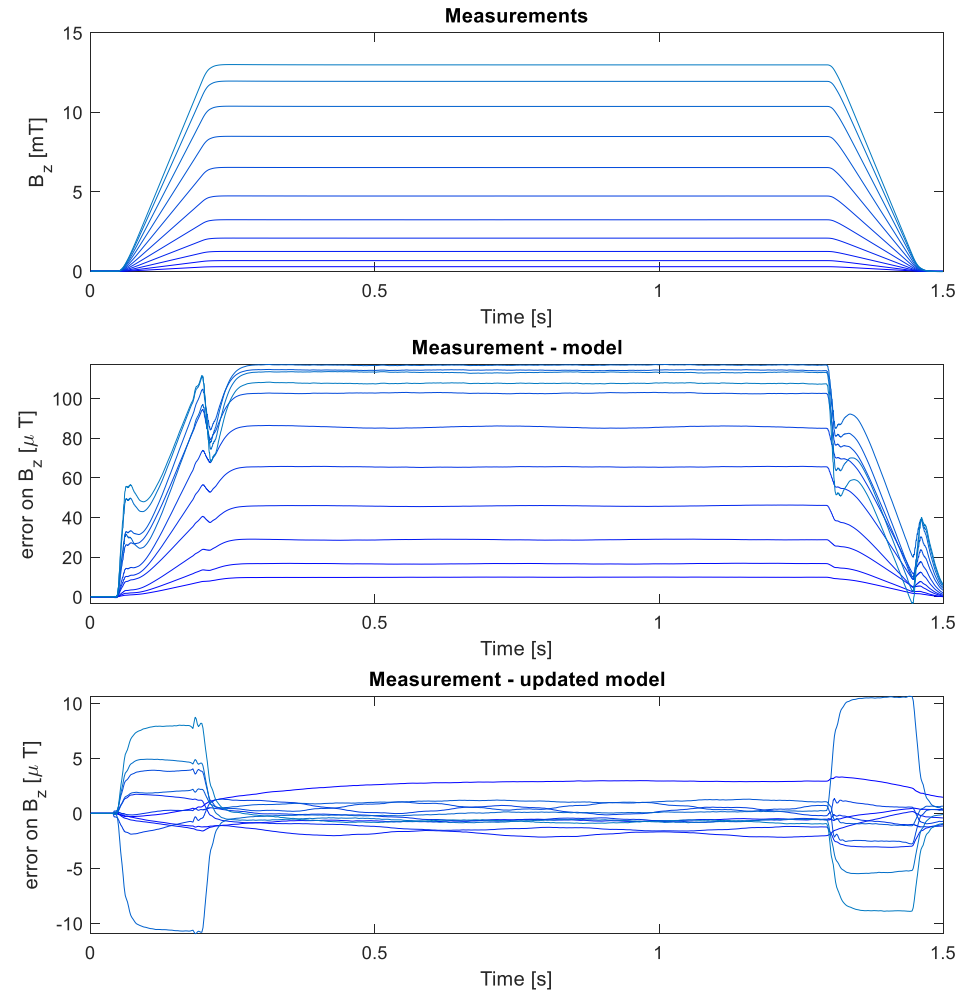 Measurements
15
10
5
0
B_z [mT]
0 0.5 1 1.5
Time [s]
Measurement - model
100
80
60
40
20
0
error on B_z [μ T]
0 0.5 1 1.5
Time [s]
Measurement - updated model
10
5
0
-5
-10
error on B_z [μ T]
0 0.5 1 1.5
Time [s]